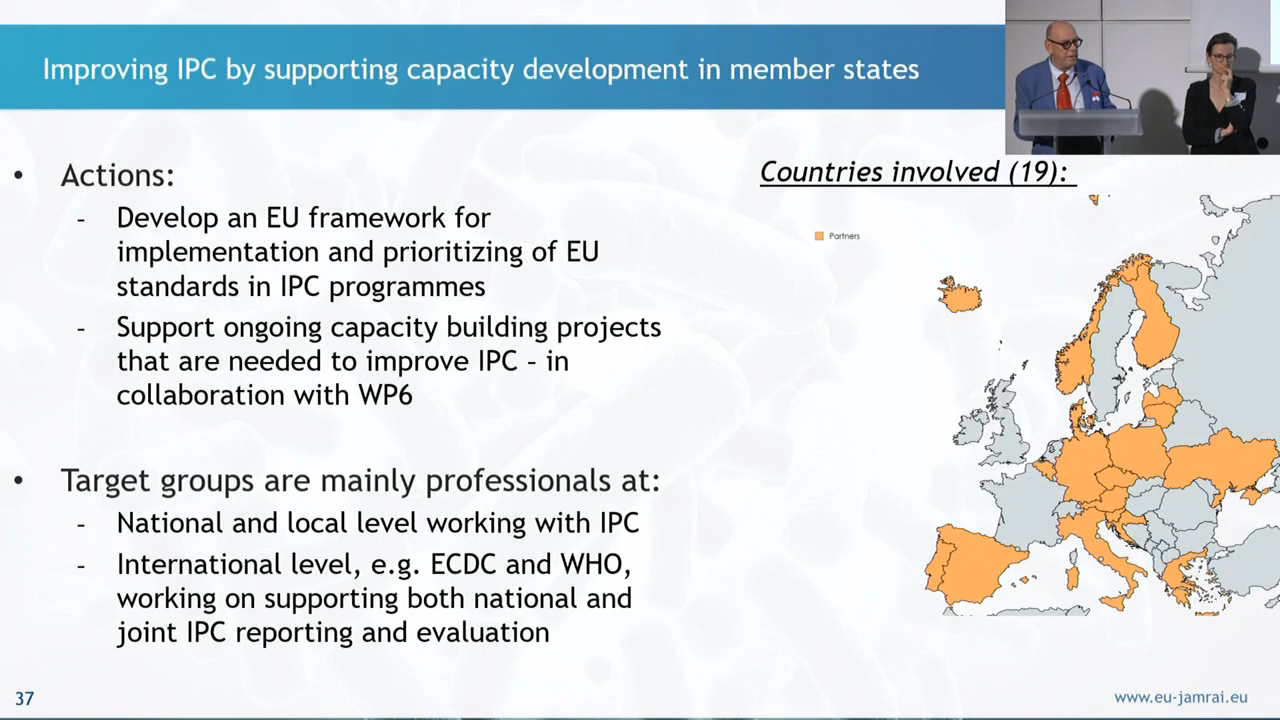 Improving IPC by supporting capacity development in member states
• Actions:
- Develop an EU framework for
implementation and prioritizing of EU
standards in IPC programmes
- Support ongoing capacity building projects
that are needed to improve IPC – in
collaboration with WP6
• Target groups are mainly professionals at:
- National and local level working with IPC
- International level, e.g. ECDC and WHO,
working on supporting both national and
joint IPC reporting and evaluation
Countries involved (19):
Partners
37
www.eu-jamrai.eu